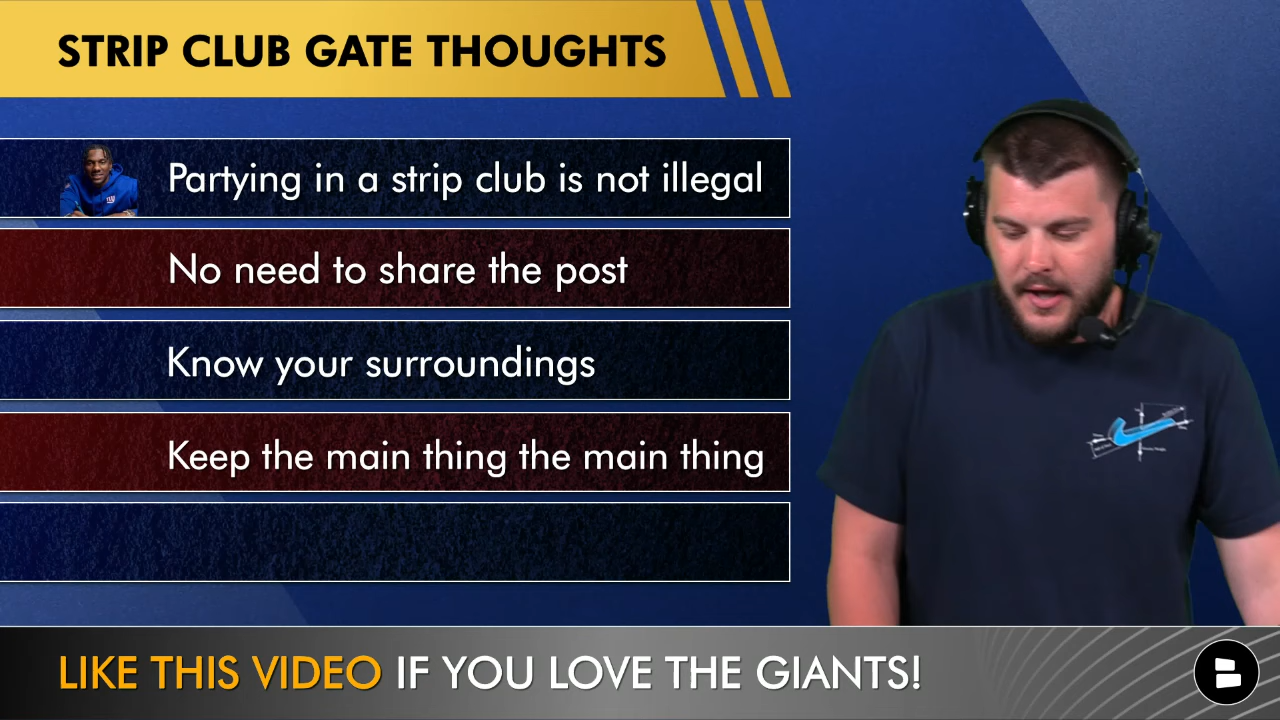 STRIP CLUB GATE THOUGHTS
Partying in a strip club is not illegal
No need to share the post
Know your surroundings
Keep the main thing the main thing
LIKE THIS VIDEO IF YOU LOVE THE GIANTS!